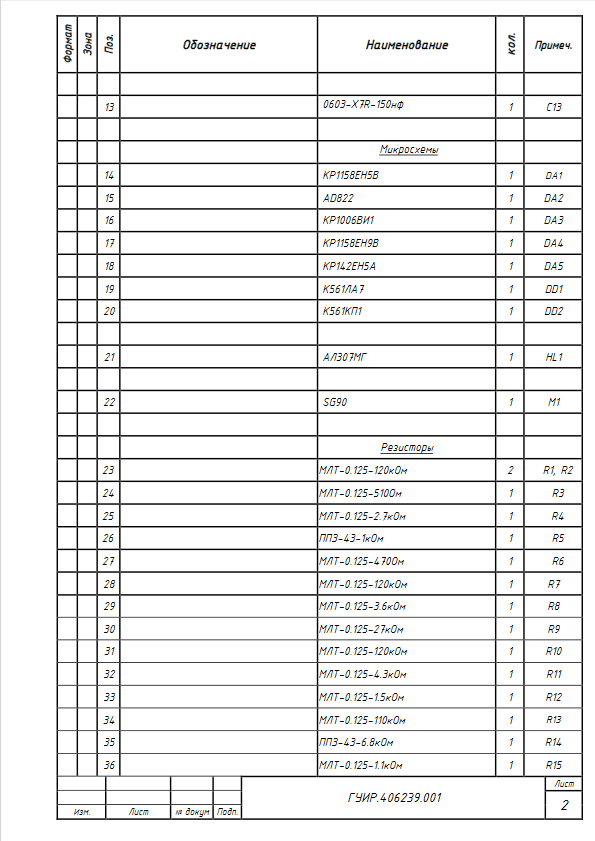 Формат Зона Поз. Обозначение Наименование кол. Примеч.
13 0603-X7R-150нФ 1 C13
Микросхемы
14 КР1158ЕН5В 1 DA1
15 AD822 1 DA2
16 КР1006ВИ1 1 DA3
17 КР1158ЕН9В 1 DA4
18 КР142ЕН5А 1 DA5
19 К561ЛА7 1 DD1
20 К561КП1 1 DD2
21 АЛ307МГ 1 HL1
22 SG90 1 M1
Резисторы
23 МЛТ-0.125-120кОм 2 R1, R2
24 МЛТ-0.125-510Ом 1 R3
25 МЛТ-0.125-2.7кОм 1 R4
26 ПП3-43-1кОм 1 R5
27 МЛТ-0.125-470Ом 1 R6
28 МЛТ-0.125-120кОм 1 R7
29 МЛТ-0.125-3.6кОм 1 R8
30 МЛТ-0.125-27кОм 1 R9
31 МЛТ-0.125-120кОм 1 R10
32 МЛТ-0.125-4.3кОм 1 R11
33 МЛТ-0.125-1.5кОм 1 R12
34 МЛТ-0.125-110кОм 1 R13
35 ПП3-43-6.8кОм 1 R14
36 МЛТ-0.125-1.1кОм 1 R15
ГУИР.406239.001 Лист
2
Изм. Лист № докум Подп.